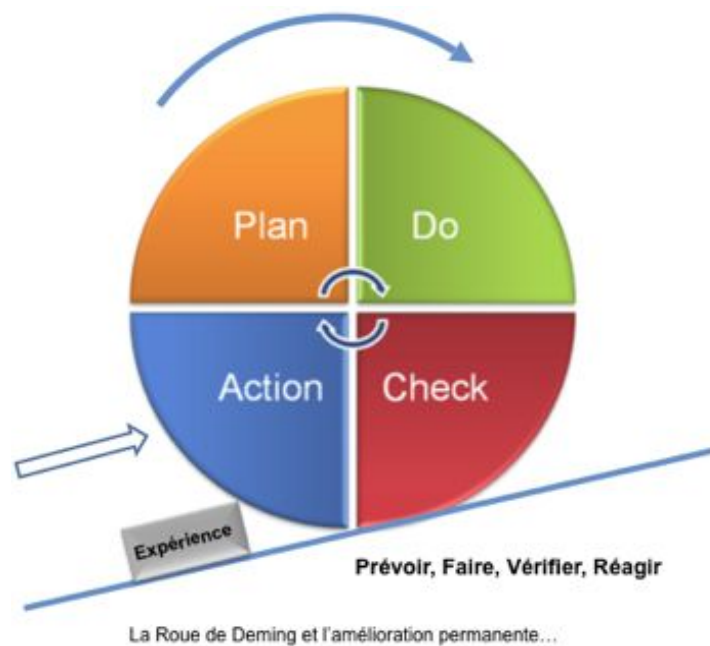 Plan
Do
Action
Check
Expérience
Prévoir, Faire, Vérifier, Réagir
La Roue de Deming et l'amélioration permanente…